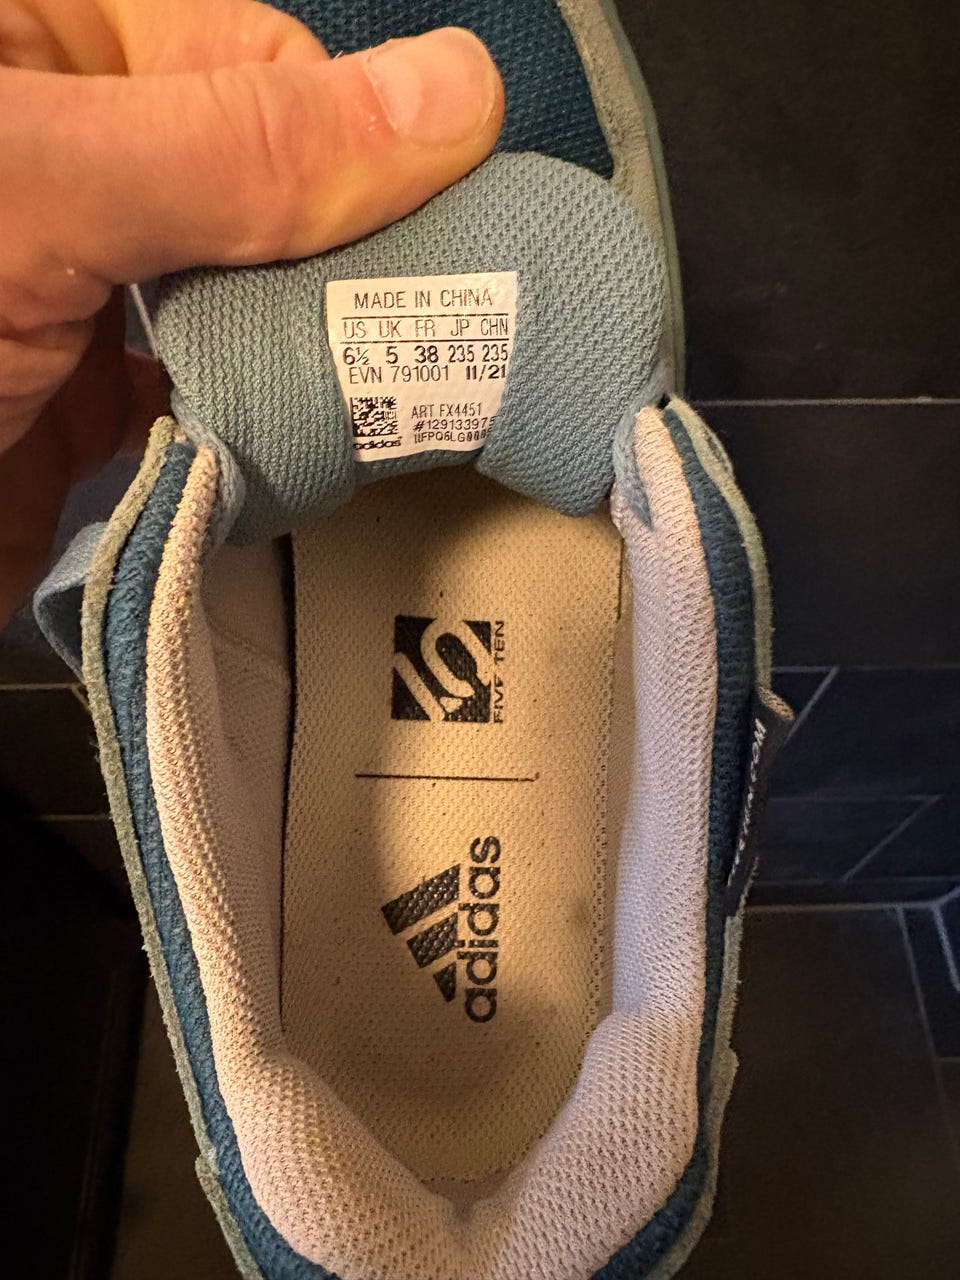 MADE IN CHINA
US UK FR JP CHN
6½ 5 38 235 235
EVN 791001 11/21
ART FX4451
#1291339
adidas
FIVE TEN
adidas